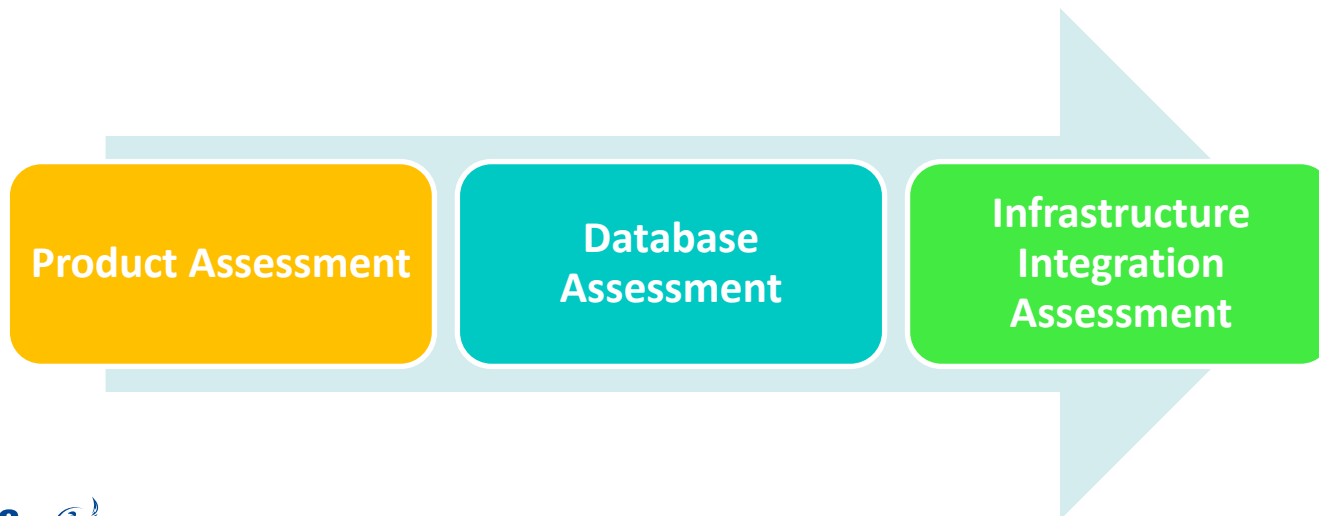 Product Assessment
Database
Assessment
Infrastructure
Integration
Assessment